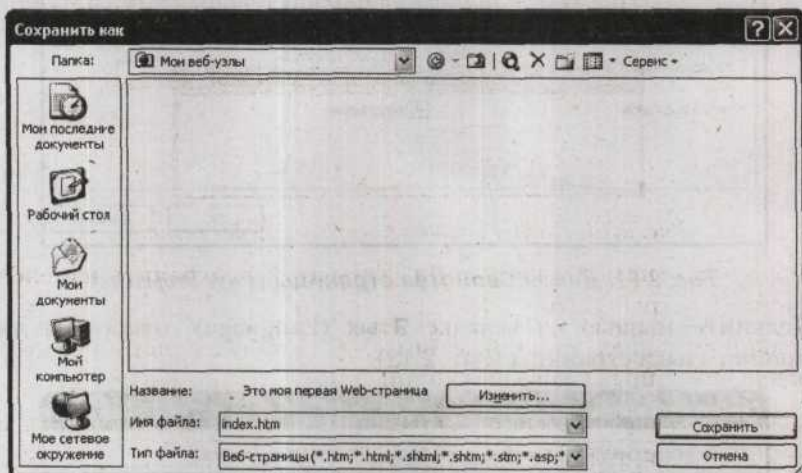 Сохранить как
Папка: Мои веб-узлы Сервис
Мои последние
документы
Рабочий стол
Мои
документы
Мой
компьютер
Мое сетевое
окружение
Название: Это моя первая Web-страница Изменить...
Имя файла: index.htm Сохранить
Тип файла: Веб-страницы (*.htm;*.html;*.shtml;*.shtm;*.stm;*.asp;* Отмена